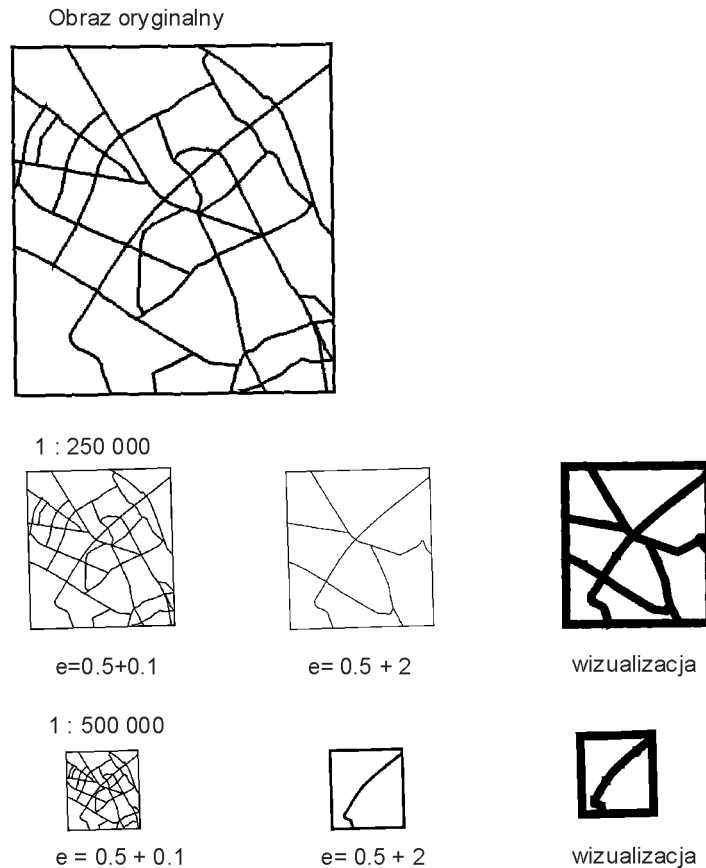 Obraz oryginalny
1 : 250 000
e=0.5+0.1 e= 0.5 + 2 wizualizacja
1 : 500 000
e = 0.5 + 0.1 e= 0.5 + 2 wizualizacja